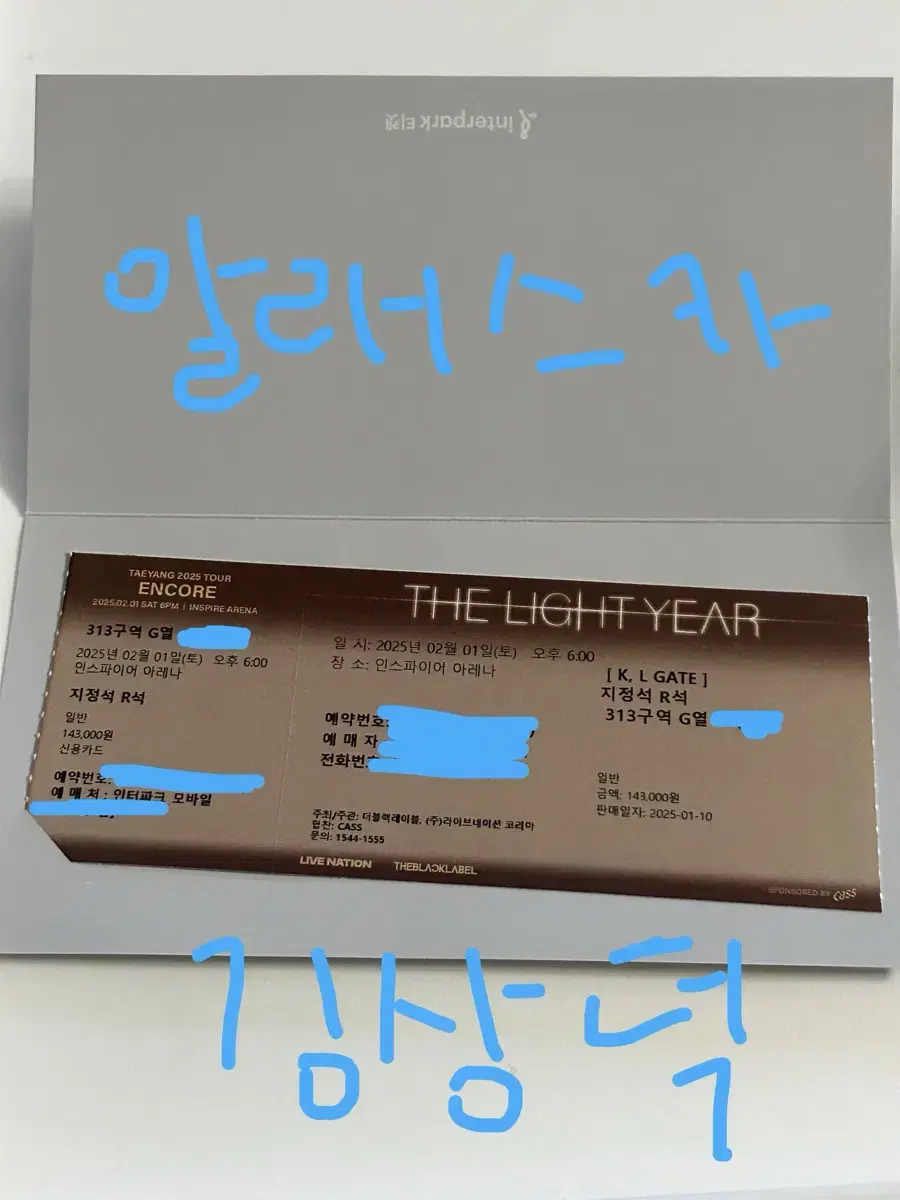 interpark 티켓
알래스카
TAEYANG 2025 TOUR
ENCORE
2025.02.01 SAT 6PM | INSPIRE ARENA
313구역 G열
2025년 02월 01일(토) 오후 6:00
인스파이어 아레나
지정석 R석
일반
143,000원
신용카드
예약번호:
예 매 처 : 인터파크 모바일
THE LIGHT YEAR
일 시: 2025년 02월 01일(토) 오후 6:00
장 소: 인스파이어 아레나
예약번호:
예 매 자
전화번호
주최/주관: 더블랙레이블, (주)라이브네이션 코리아
협찬: CASS
문의: 1544-1555
[ K, L GATE ]
지정석 R석
313구역 G열
일반
금액: 143,000원
판매일자: 2025-01-10
LIVE NATION THEBLACKLABEL
SPONSORED BY cass
김상덕